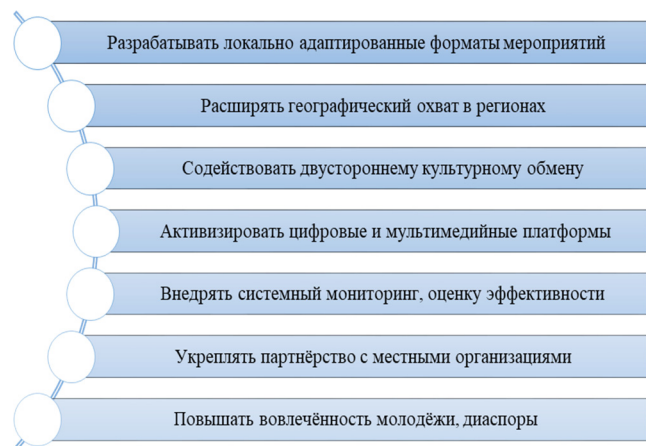 Разрабатывать локально адаптированные форматы мероприятий
Расширять географический охват в регионах
Содействовать двустороннему культурному обмену
Активизировать цифровые и мультимедийные платформы
Внедрять системный мониторинг, оценку эффективности
Укреплять партнёрство с местными организациями
Повышать вовлечённость молодёжи, диаспоры